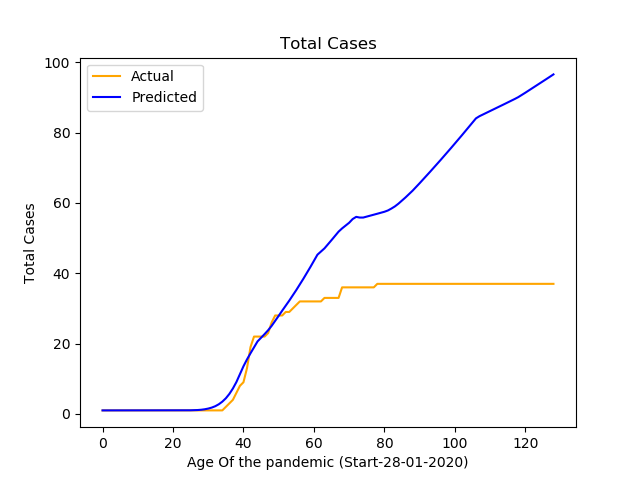 Total Cases
Actual
Predicted
100
80
60
40
20
0
Total Cases
0 20 40 60 80 100 120
Age Of the pandemic (Start-28-01-2020)